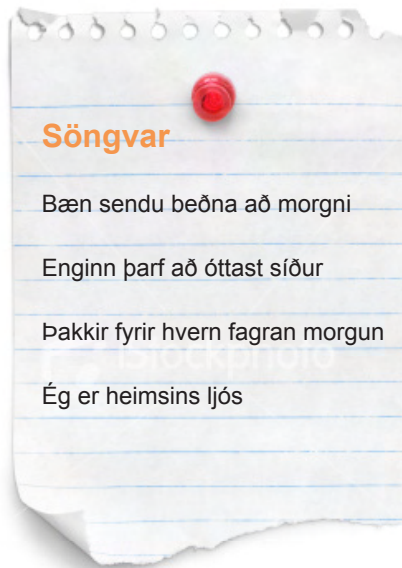 Söngvar
Bæn sendu beðna að morgni
Enginn þarf að óttast síður
Þakkir fyrir hvern fagran morgun
iStockphoto
Ég er heimsins ljós